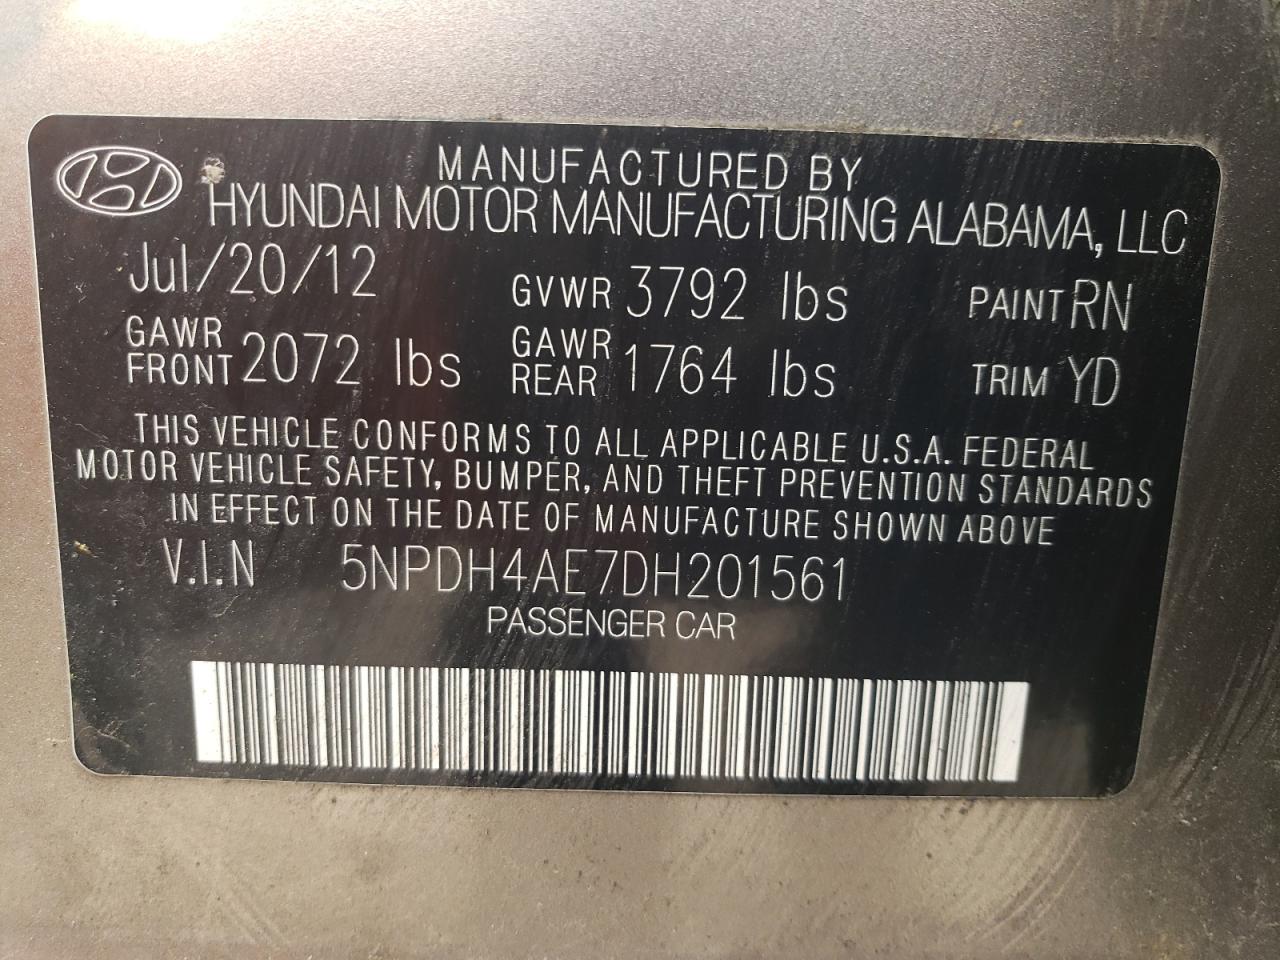 MANUFACTURED BY
HYUNDAI MOTOR MANUFACTURING ALABAMA, LLC
Jul/20/12 GVWR 3792 lbs PAINT RN
GAWR FRONT 2072 lbs GAWR REAR 1764 lbs TRIM YD
THIS VEHICLE CONFORMS TO ALL APPLICABLE U.S.A. FEDERAL
MOTOR VEHICLE SAFETY, BUMPER, AND THEFT PREVENTION STANDARDS
IN EFFECT ON THE DATE OF MANUFACTURE SHOWN ABOVE
V.I.N 5NPDH4AE7DH201561
PASSENGER CAR